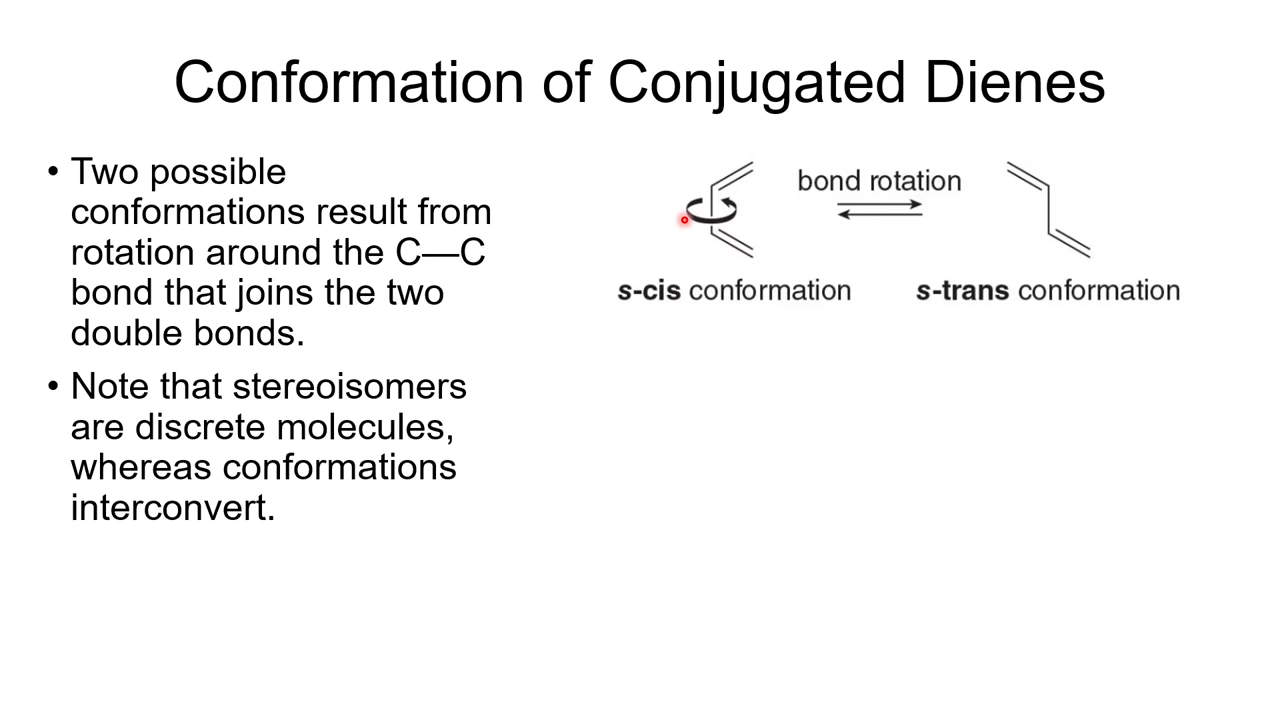 Conformation of Conjugated Dienes
• Two possible
conformations result from
rotation around the C—C
bond that joins the two
double bonds.
• Note that stereoisomers
are discrete molecules,
whereas conformations
interconvert.
bond rotation
s-cis conformation
s-trans conformation